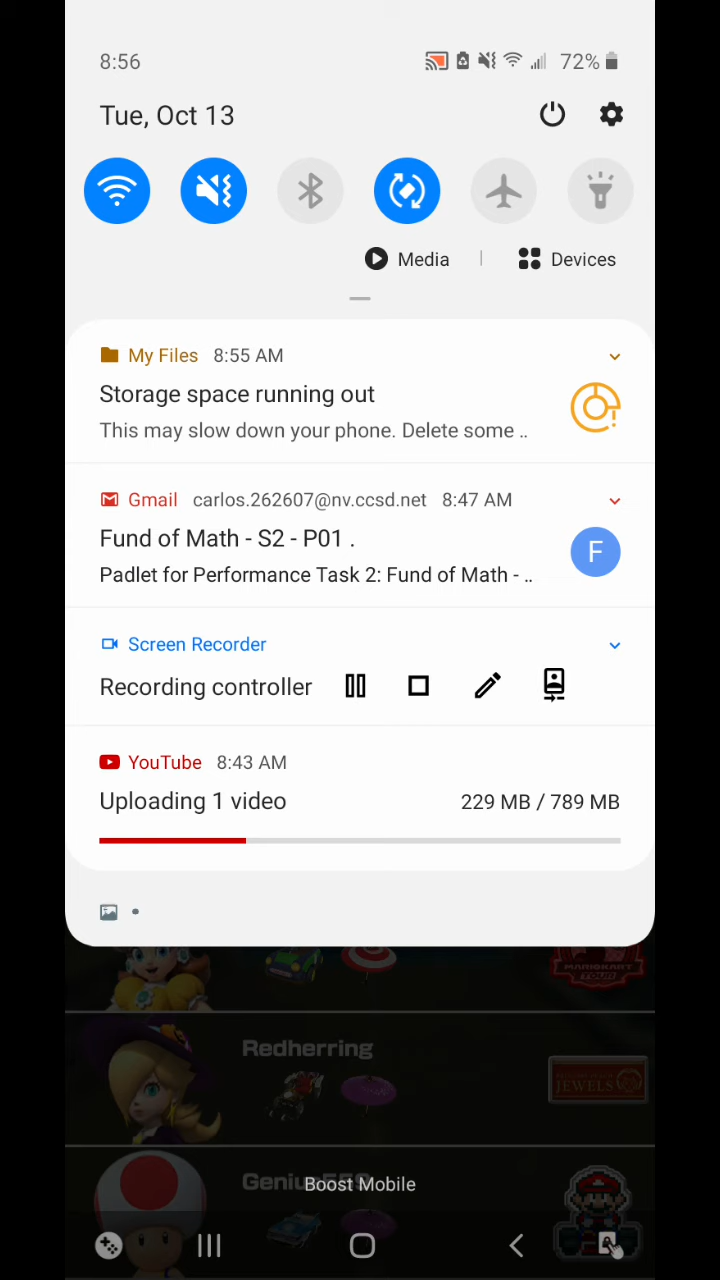 8:56
72%
Tue, Oct 13
Media | Devices
My Files 8:55 AM
Storage space running out
This may slow down your phone. Delete some ..
Gmail carlos.262607@nv.ccsd.net 8:47 AM
Fund of Math - S2 - P01 .
F
Padlet for Performance Task 2: Fund of Math - ..
Screen Recorder
Recording controller
YouTube 8:43 AM
Uploading 1 video 229 MB / 789 MB
MARIOKART
TOUR
Redherring
JEWELS
Boost Mobile